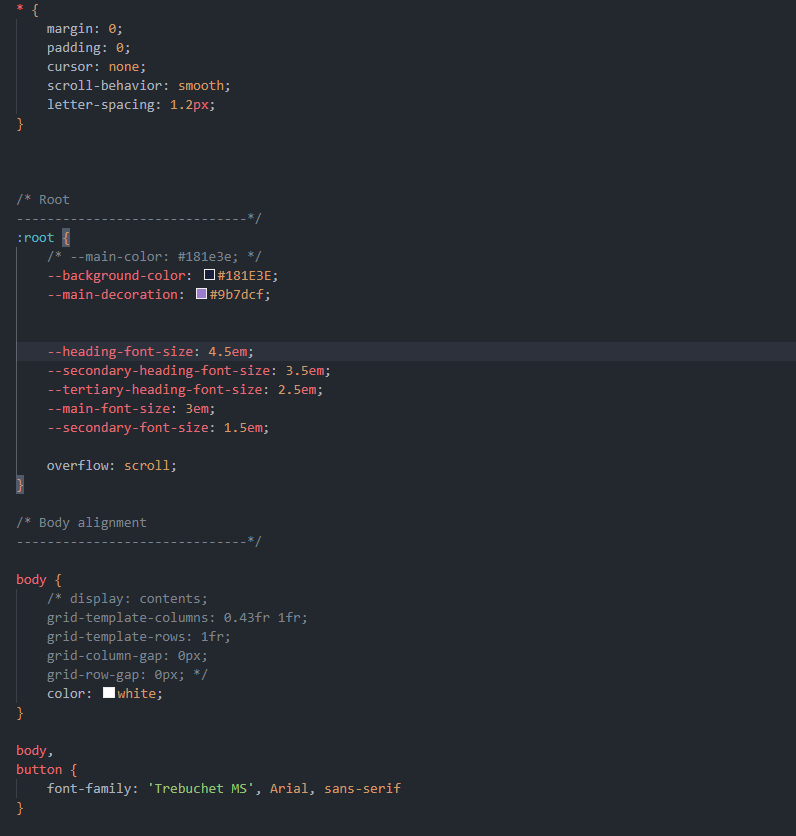 * {
    margin: 0;
    padding: 0;
    cursor: none;
    scroll-behavior: smooth;
    letter-spacing: 1.2px;
}
/* Root
------------------------------*/
:root {
    /* --main-color: #181e3e; */
    --background-color: #181E3E;
    --main-decoration: #9b7dcf;
    --heading-font-size: 4.5em;
    --secondary-heading-font-size: 3.5em;
    --tertiary-heading-font-size: 2.5em;
    --main-font-size: 3em;
    --secondary-font-size: 1.5em;
    overflow: scroll;
}
/* Body alignment
------------------------------*/
body {
    /* display: contents;
    grid-template-columns: 0.43fr 1fr;
    grid-template-rows: 1fr;
    grid-column-gap: 0px;
    grid-row-gap: 0px; */
    color: white;
}
body,
button {
    font-family: 'Trebuchet MS', Arial, sans-serif
}